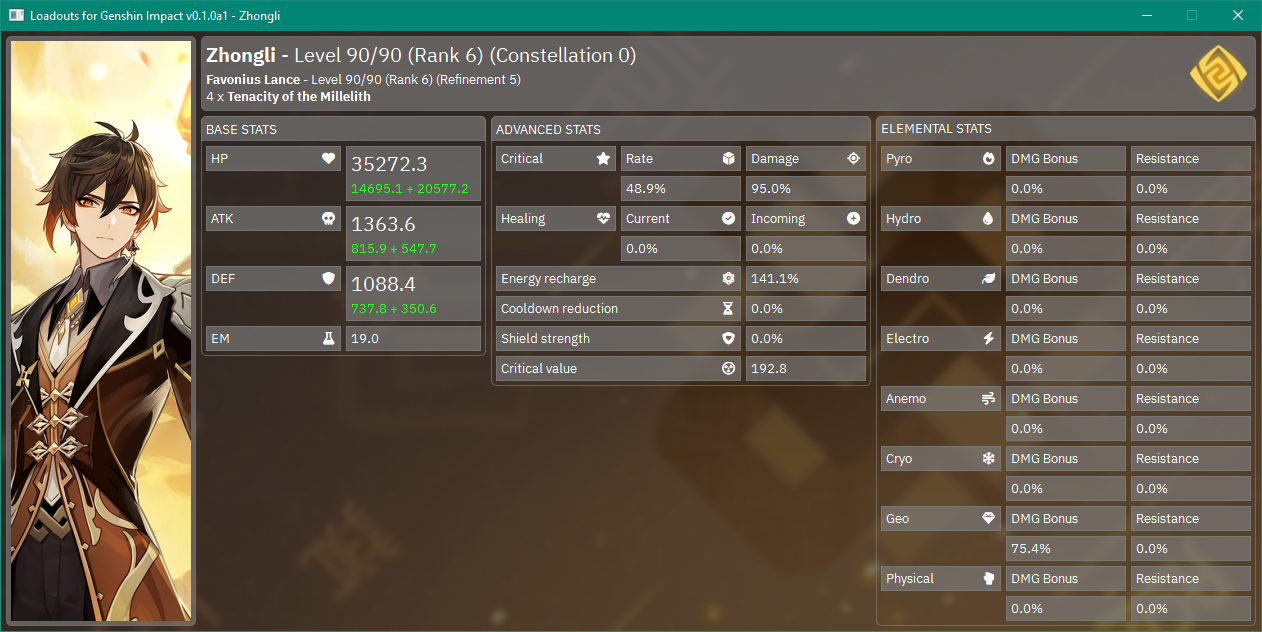 Loadouts for Genshin Impact v0.1.0a1 - Zhongli
Zhongli - Level 90/90 (Rank 6) (Constellation 0)
Favonius Lance - Level 90/90 (Rank 6) (Refinement 5)
4 x Tenacity of the Millelith
BASE STATS
HP
35272.3
14695.1 + 20577.2
ATK
1363.6
815.9 + 547.7
DEF
1088.4
737.8 + 350.6
EM 19.0
ADVANCED STATS
Critical Rate Damage
48.9% 95.0%
Healing Current Incoming
0.0% 0.0%
Energy recharge 141.1%
Cooldown reduction 0.0%
Shield strength 0.0%
Critical value 192.8
ELEMENTAL STATS
Pyro DMG Bonus Resistance
0.0% 0.0%
Hydro DMG Bonus Resistance
0.0% 0.0%
Dendro DMG Bonus Resistance
0.0% 0.0%
Electro DMG Bonus Resistance
0.0% 0.0%
Anemo DMG Bonus Resistance
0.0% 0.0%
Cryo DMG Bonus Resistance
0.0% 0.0%
Geo DMG Bonus Resistance
75.4% 0.0%
Physical DMG Bonus Resistance
0.0% 0.0%